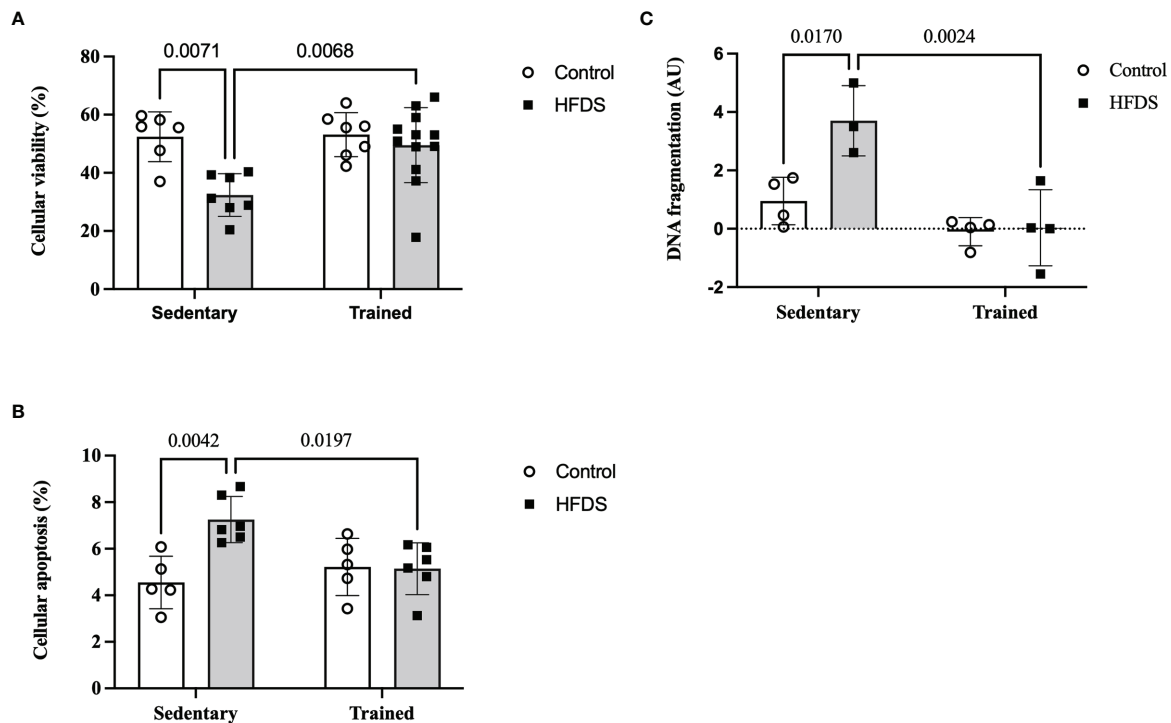 A
0.0071
0.0068
80
60
40
20
0
Cellular viability (%)
Sedentary
Trained
Control
HFDS
C
0.0170
0.0024
6
4
2
0
-2
DNA fragmentation (AU)
Sedentary
Trained
Control
HFDS
B
0.0042
0.0197
10
8
6
4
2
0
Cellular apoptosis (%)
Sedentary
Trained
Control
HFDS